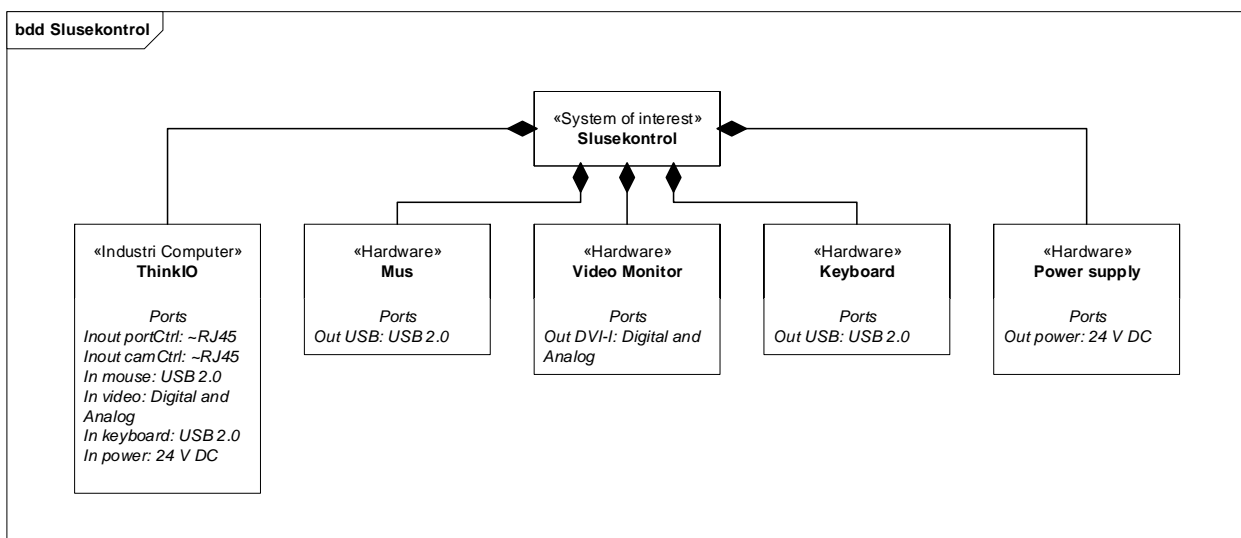 bdd Slusekontrol
«System of interest»
Slusekontrol
«Industri Computer»
ThinkIO
Ports
Inout portCtrl: ~RJ45
Inout camCtrl: ~RJ45
In mouse: USB 2.0
In video: Digital and
Analog
In keyboard: USB 2.0
In power: 24 V DC
«Hardware»
Mus
Ports
Out USB: USB 2.0
«Hardware»
Video Monitor
Ports
Out DVI-I: Digital and
Analog
«Hardware»
Keyboard
Ports
Out USB: USB 2.0
«Hardware»
Power supply
Ports
Out power: 24 V DC